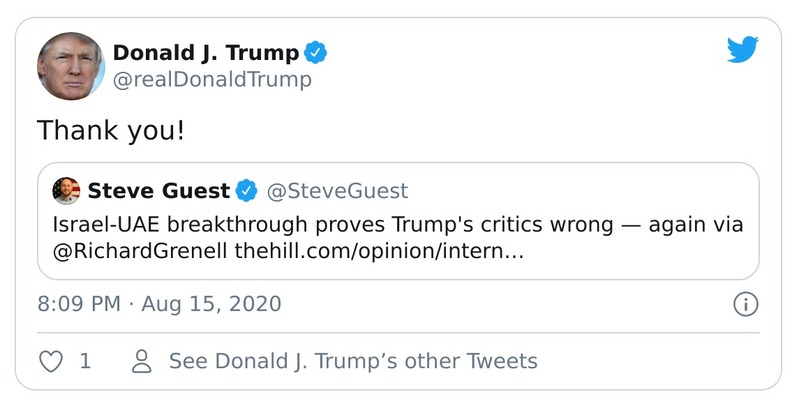 Donald J. Trump
@realDonaldTrump
Thank you!
Steve Guest @SteveGuest
Israel-UAE breakthrough proves Trump's critics wrong — again via
@RichardGrenell thehill.com/opinion/intern…
8:09 PM · Aug 15, 2020
1 See Donald J. Trump’s other Tweets